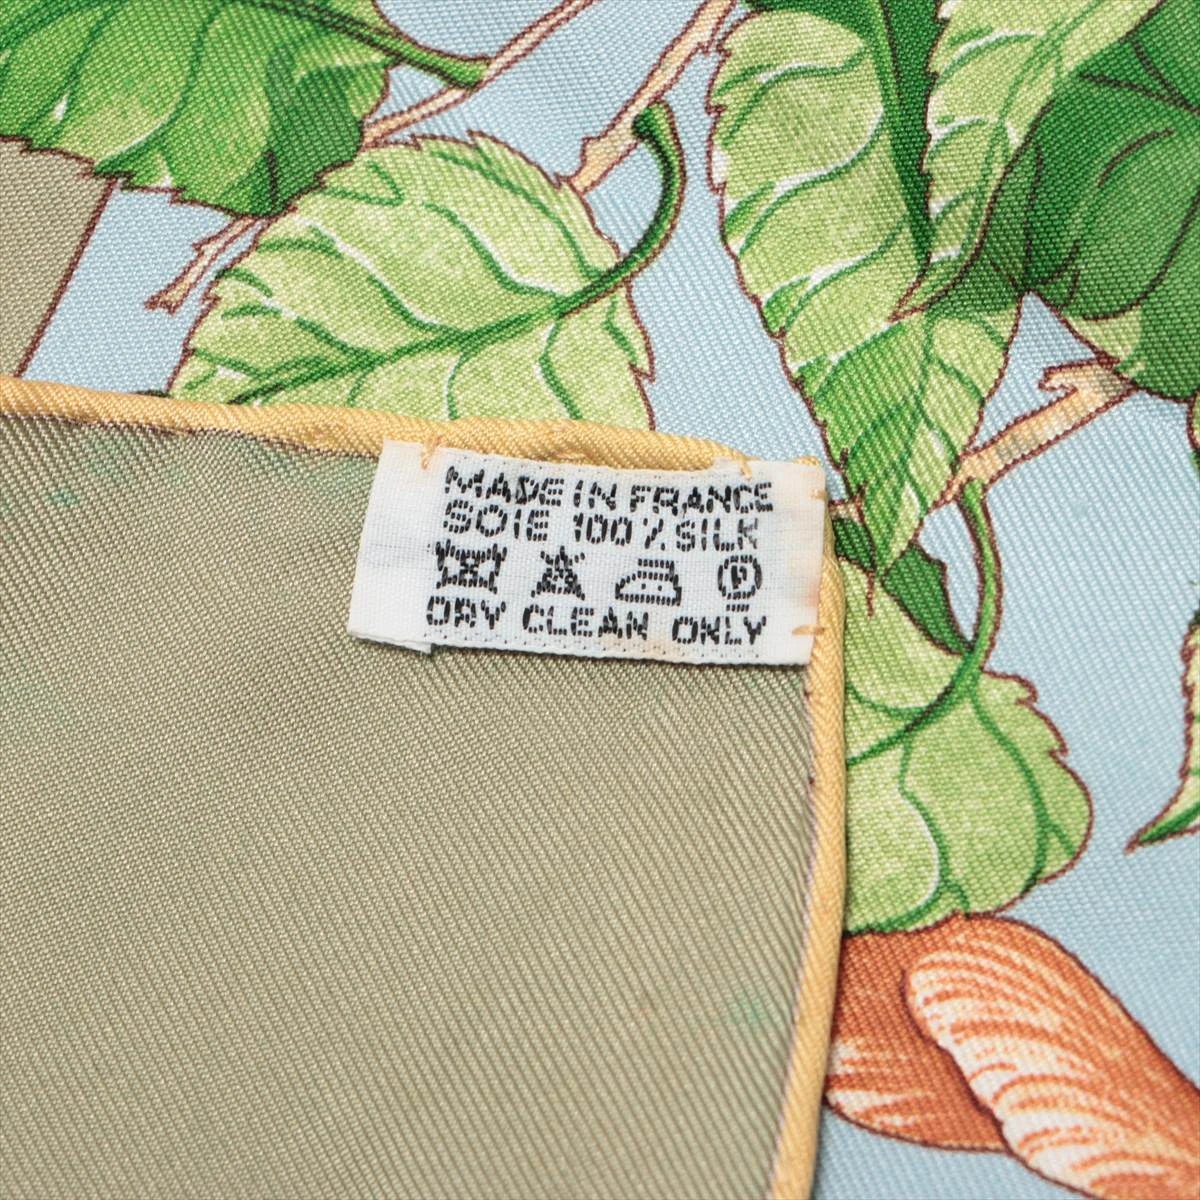 MADE IN FRANCE
SOIE 100% SILK
P
DRY CLEAN ONLY